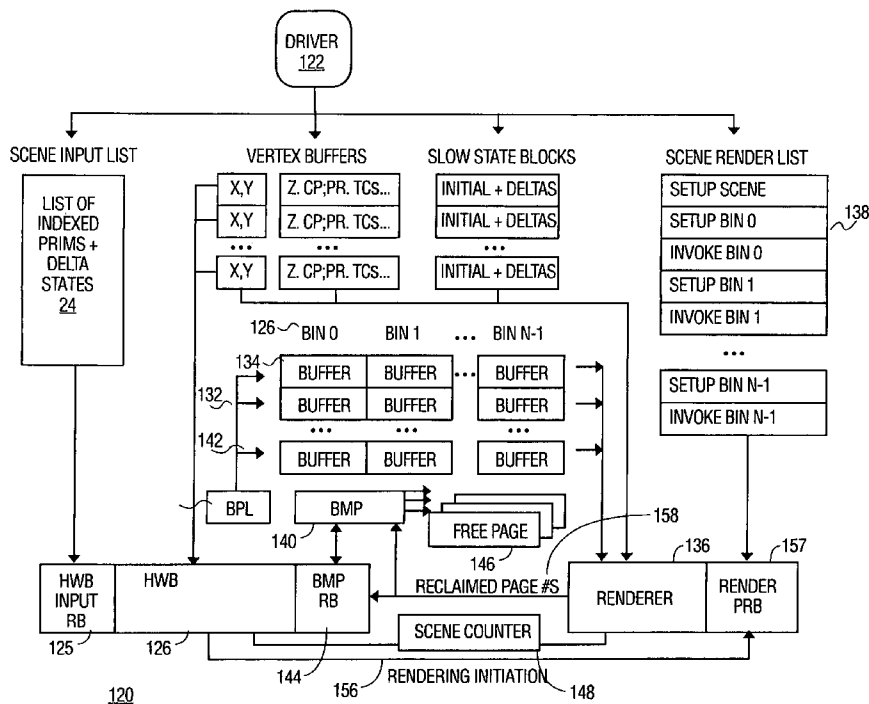 DRIVER
122
SCENE INPUT LIST
VERTEX BUFFERS
SLOW STATE BLOCKS
SCENE RENDER LIST
LIST OF
INDEXED
PRIMS +
DELTA
STATES
24
X,Y
Z. CP;PR. TCs...
INITIAL + DELTAS
X,Y
Z. CP;PR. TCs...
INITIAL + DELTAS
...
...
...
X,Y
Z. CP;PR. TCs...
INITIAL + DELTAS
SETUP SCENE
SETUP BIN 0
138
INVOKE BIN 0
SETUP BIN 1
INVOKE BIN 1
...
SETUP BIN N-1
INVOKE BIN N-1
126
BIN 0
BIN 1
...
BIN N-1
134
BUFFER
BUFFER
...
BUFFER
132
BUFFER
BUFFER
BUFFER
...
...
...
142
BUFFER
BUFFER
BUFFER
BPL
BMP
140
FREE PAGE
146
158
136
157
HWB
INPUT
RB
HWB
BMP
RB
RECLAIMED PAGE #S
RENDERER
RENDER
PRB
125
126
144
SCENE COUNTER
148
156
RENDERING INITIATION
120